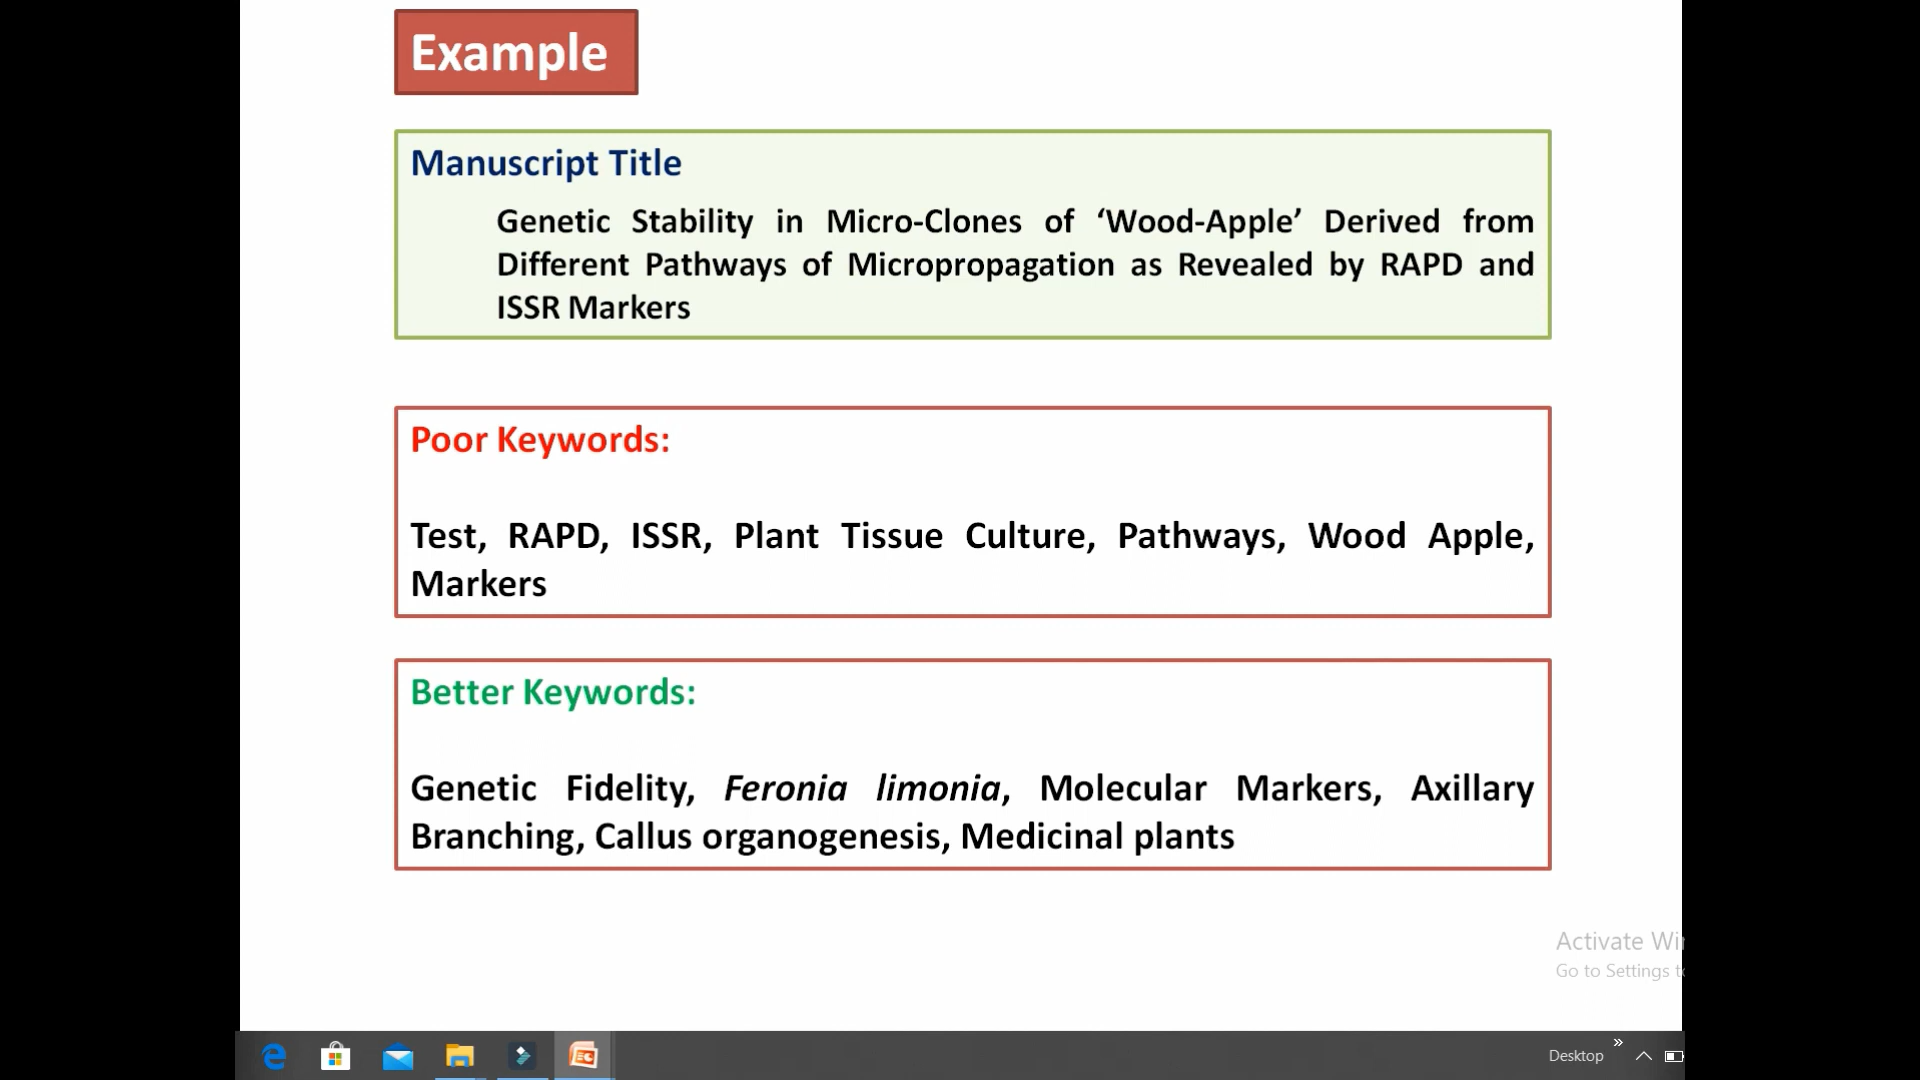 Example
Manuscript Title
Genetic Stability in Micro-Clones of ‘Wood-Apple’ Derived from
Different Pathways of Micropropagation as Revealed by RAPD and
ISSR Markers
Poor Keywords:
Test, RAPD, ISSR, Plant Tissue Culture, Pathways, Wood Apple,
Markers
Better Keywords:
Genetic Fidelity, Feronia limonia, Molecular Markers, Axillary
Branching, Callus organogenesis, Medicinal plants
Activate Wi
Go to Settings t
Desktop